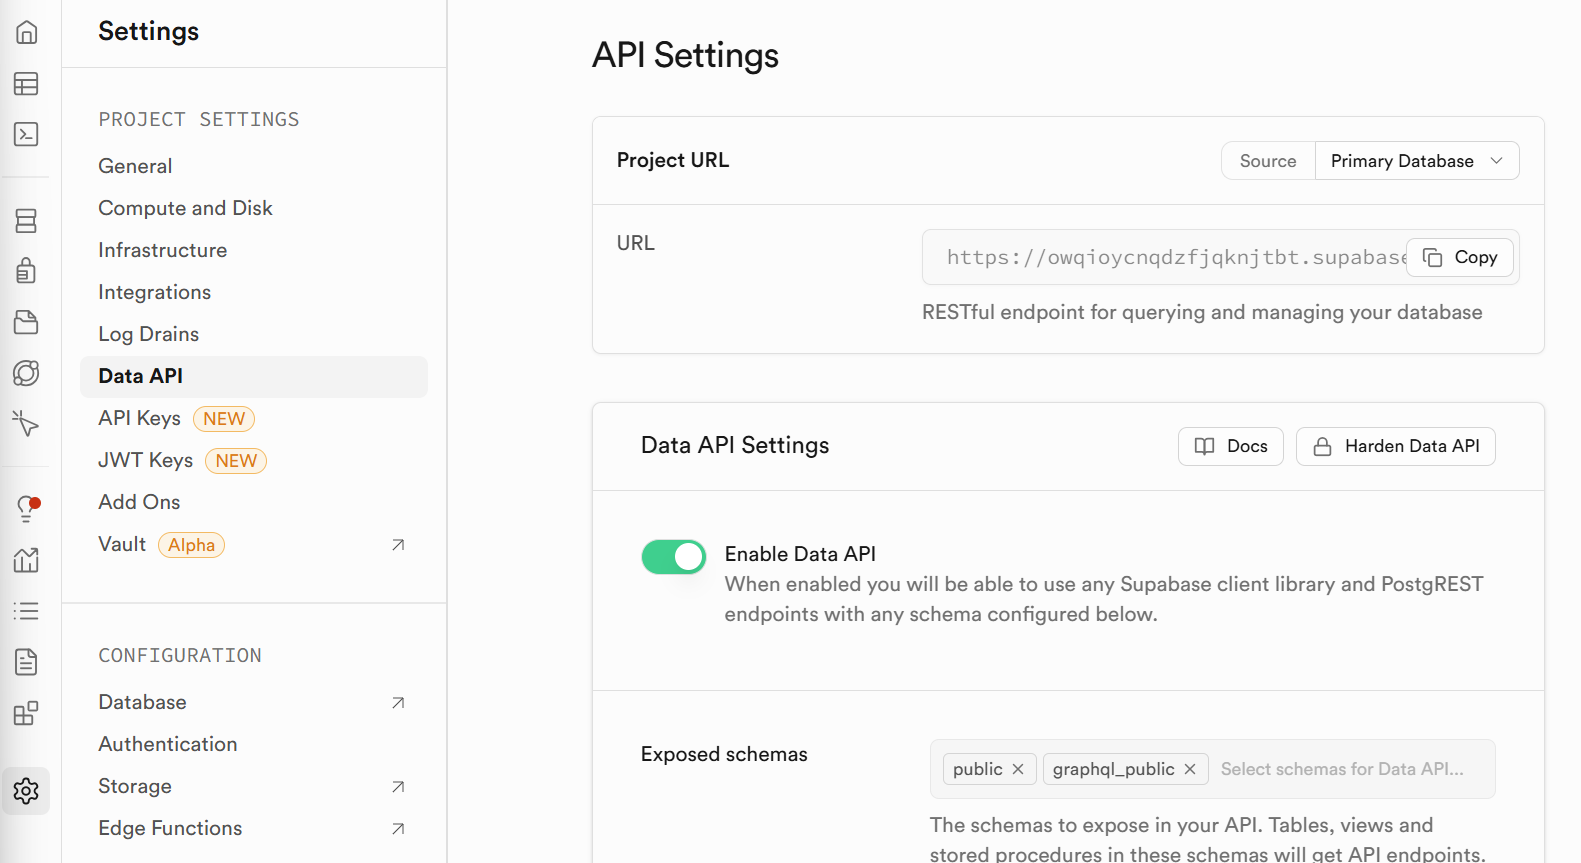 Settings
PROJECT SETTINGS
General
Compute and Disk
Infrastructure
Integrations
Log Drains
Data API
API Keys NEW
JWT Keys NEW
Add Ons
Vault Alpha
CONFIGURATION
Database
Authentication
Storage
Edge Functions
API Settings
Project URL
Source Primary Database
URL
https://owqioycnqdzfjqknjtbt.supabase
Copy
RESTful endpoint for querying and managing your database
Data API Settings
Docs Harden Data API
Enable Data API
When enabled you will be able to use any Supabase client library and PostgREST
endpoints with any schema configured below.
Exposed schemas
public graphql_public Select schemas for Data API...
The schemas to expose in your API. Tables, views and
stored procedures in these schemas will get API endpoints.